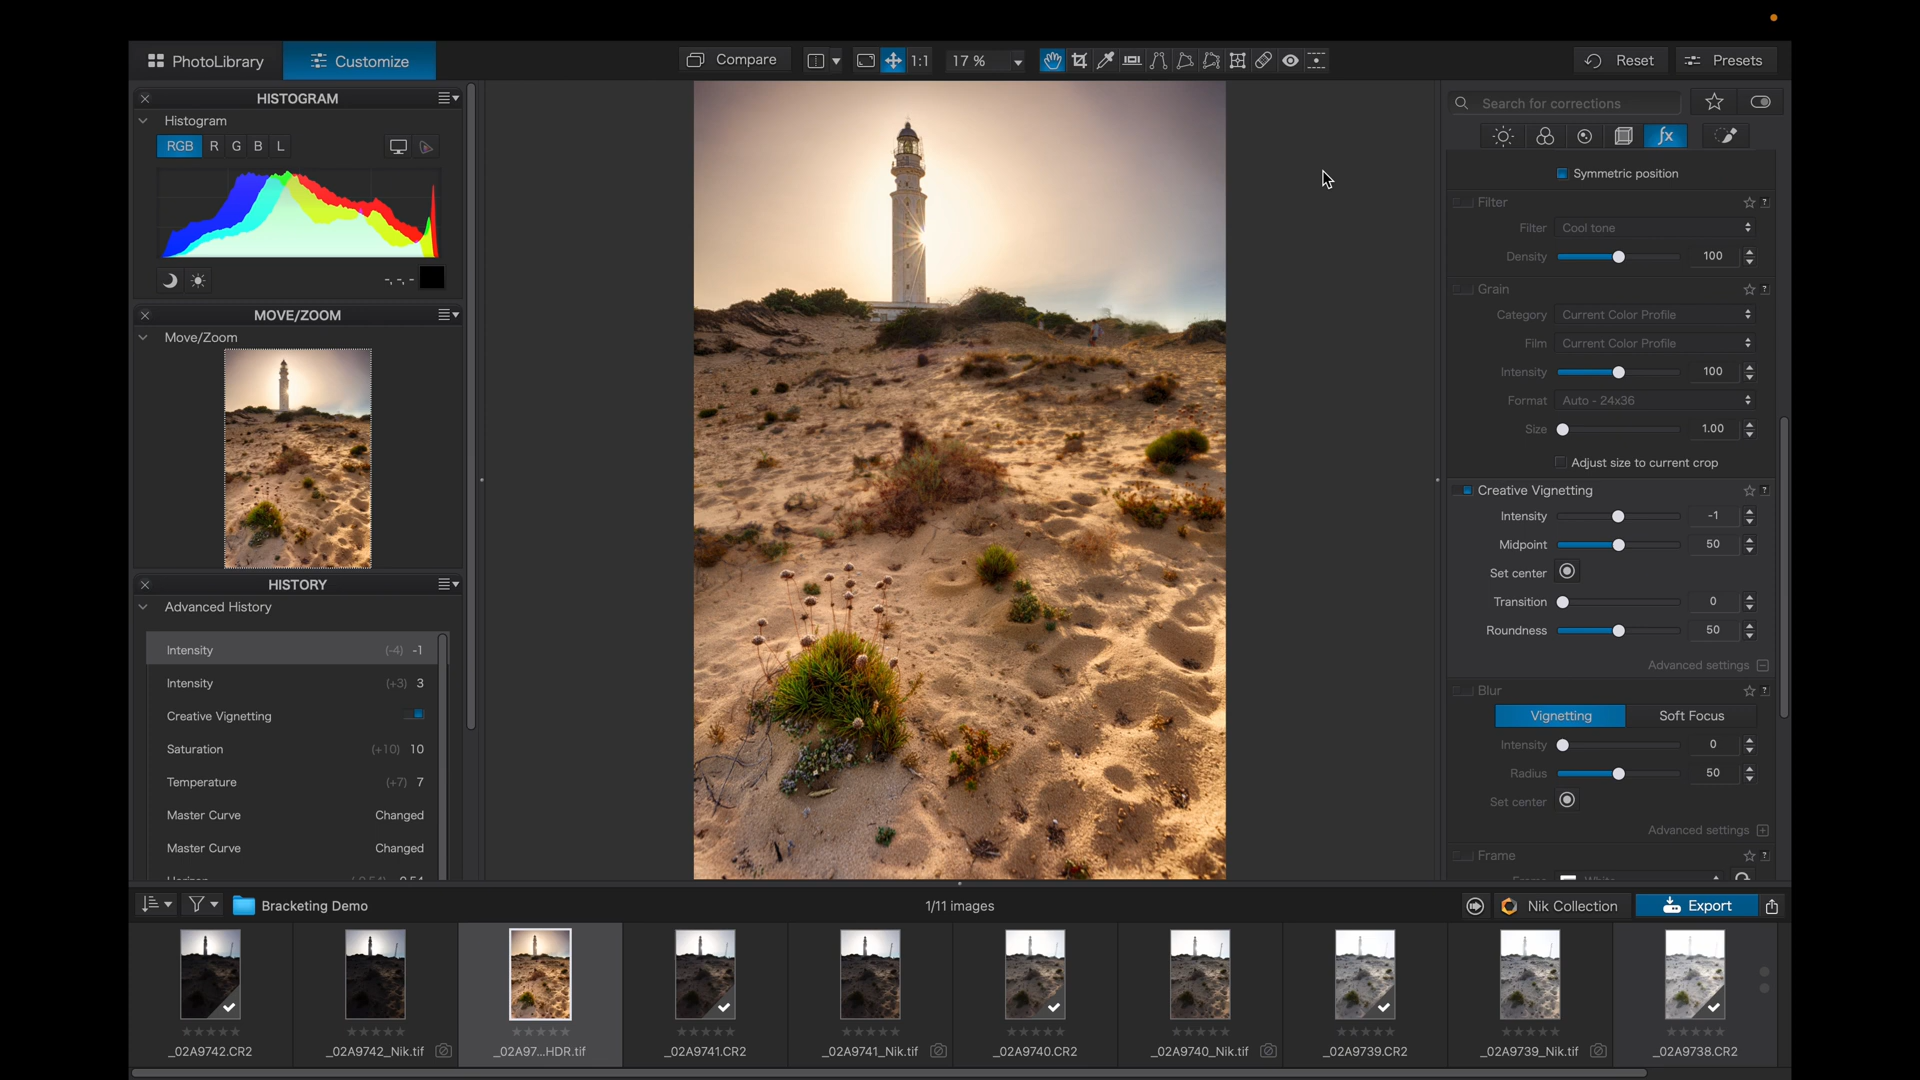 PhotoLibrary
Customize
Compare
1:1
17 %
Reset
Presets
HISTOGRAM
Histogram
RGB R G B L
-,-,-
MOVE/ZOOM
Move/Zoom
HISTORY
Advanced History
Intensity (-4) -1
Intensity (+3) 3
Creative Vignetting
Saturation (+10) 10
Temperature (+7) 7
Master Curve Changed
Master Curve Changed
Search for corrections
fx
Symmetric position
Filter ?
Filter Cool tone
Density 100
Grain ?
Category Current Color Profile
Film Current Color Profile
Intensity 100
Format Auto - 24x36
Size 1.00
Adjust size to current crop
Creative Vignetting ?
Intensity -1
Midpoint 50
Set center
Transition 0
Roundness 50
Advanced settings
Blur ?
Vignetting Soft Focus
Intensity 0
Radius 50
Set center
Advanced settings
Frame ?
Bracketing Demo
1/11 images
Nik Collection
Export
_02A9742.CR2
_02A9742_Nik.tif
_02A97...HDR.tif
_02A9741.CR2
_02A9741_Nik.tif
_02A9740.CR2
_02A9740_Nik.tif
_02A9739.CR2
_02A9739_Nik.tif
_02A9738.CR2